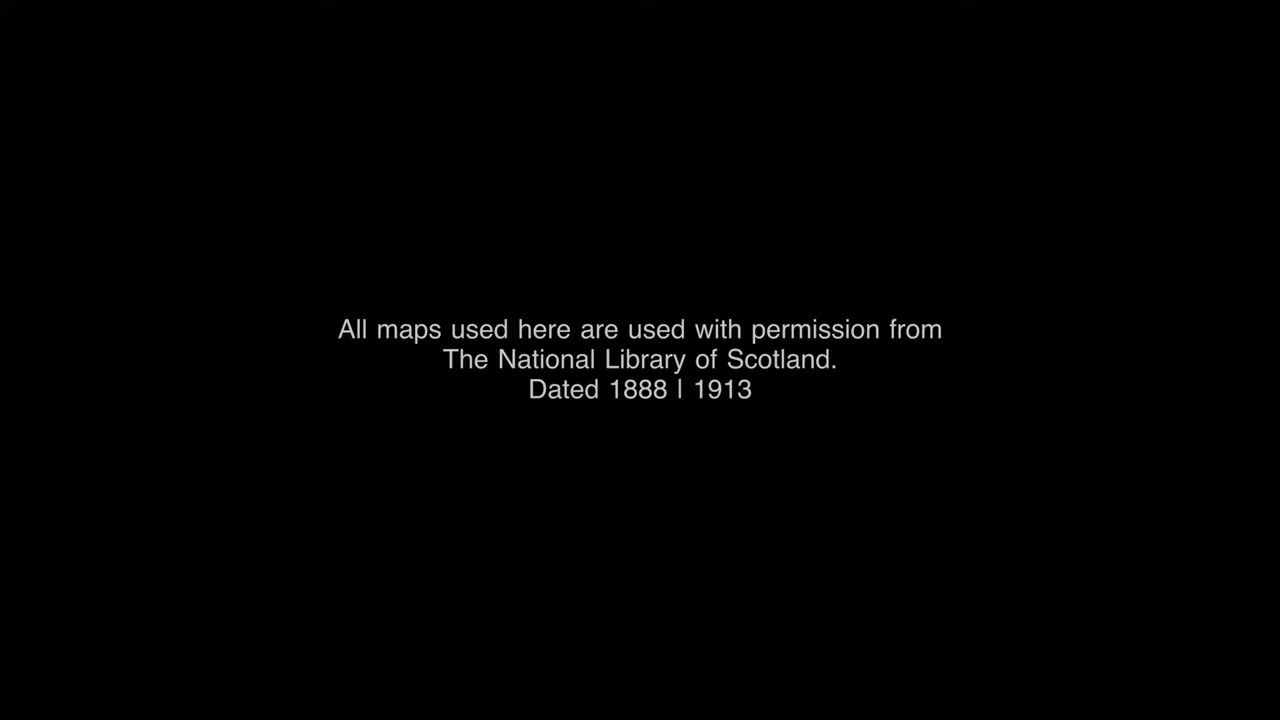 All maps used here are used with permission from
The National Library of Scotland.
Dated 1888 | 1913